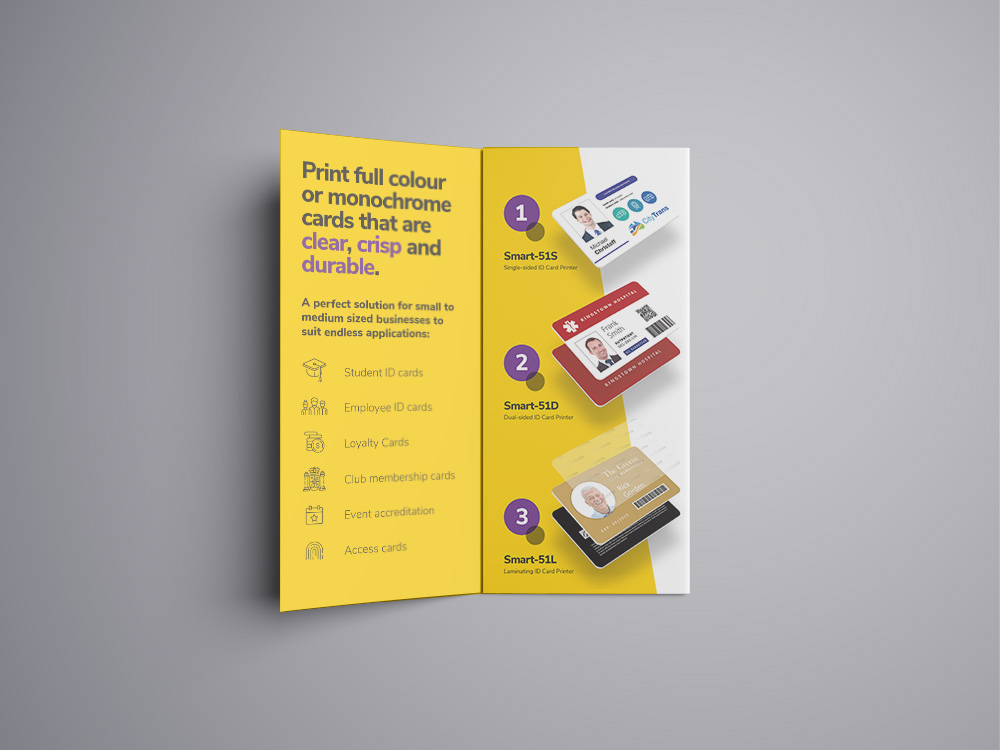 Print full colour
or monochrome
cards that are
clear, crisp and
durable.
A perfect solution for small to
medium sized businesses to
suit endless applications:
Student ID cards
Employee ID cards
Loyalty Cards
Club membership cards
Event accreditation
Access cards
1
Smart-51S
Single-sided ID Card Printer
Michael
Christoff
CityTrans
2
Smart-51D
Dual-sided ID Card Printer
KINGSTOWN HOSPITAL
Frank
Smith
KINGSTOWN HOSPITAL
3
Smart-51L
Laminating ID Card Printer
Rick
Gorden